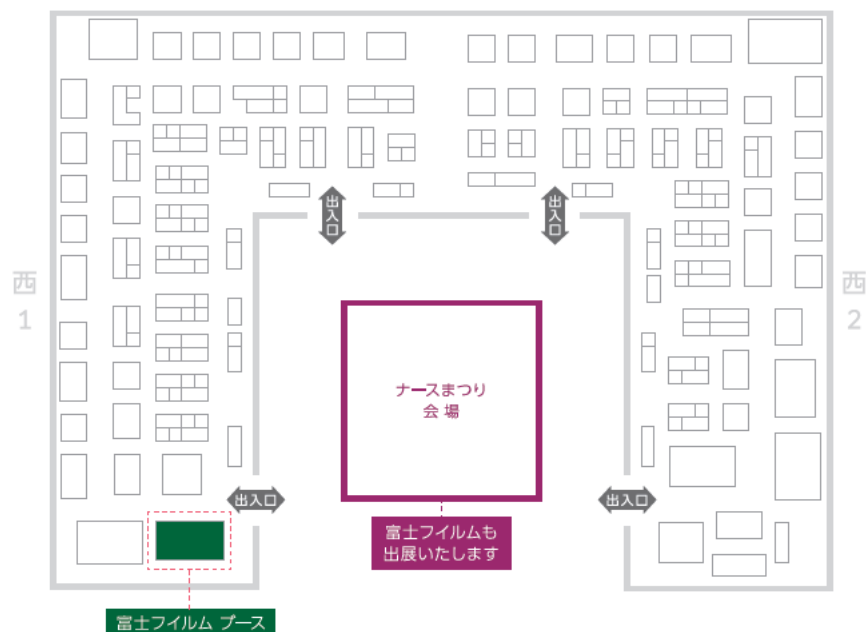 出入口
出入口
西
1
西
2
ナースまつり
会 場
出入口
出入口
富士フイルムも
出展いたします
富士フイルム ブース